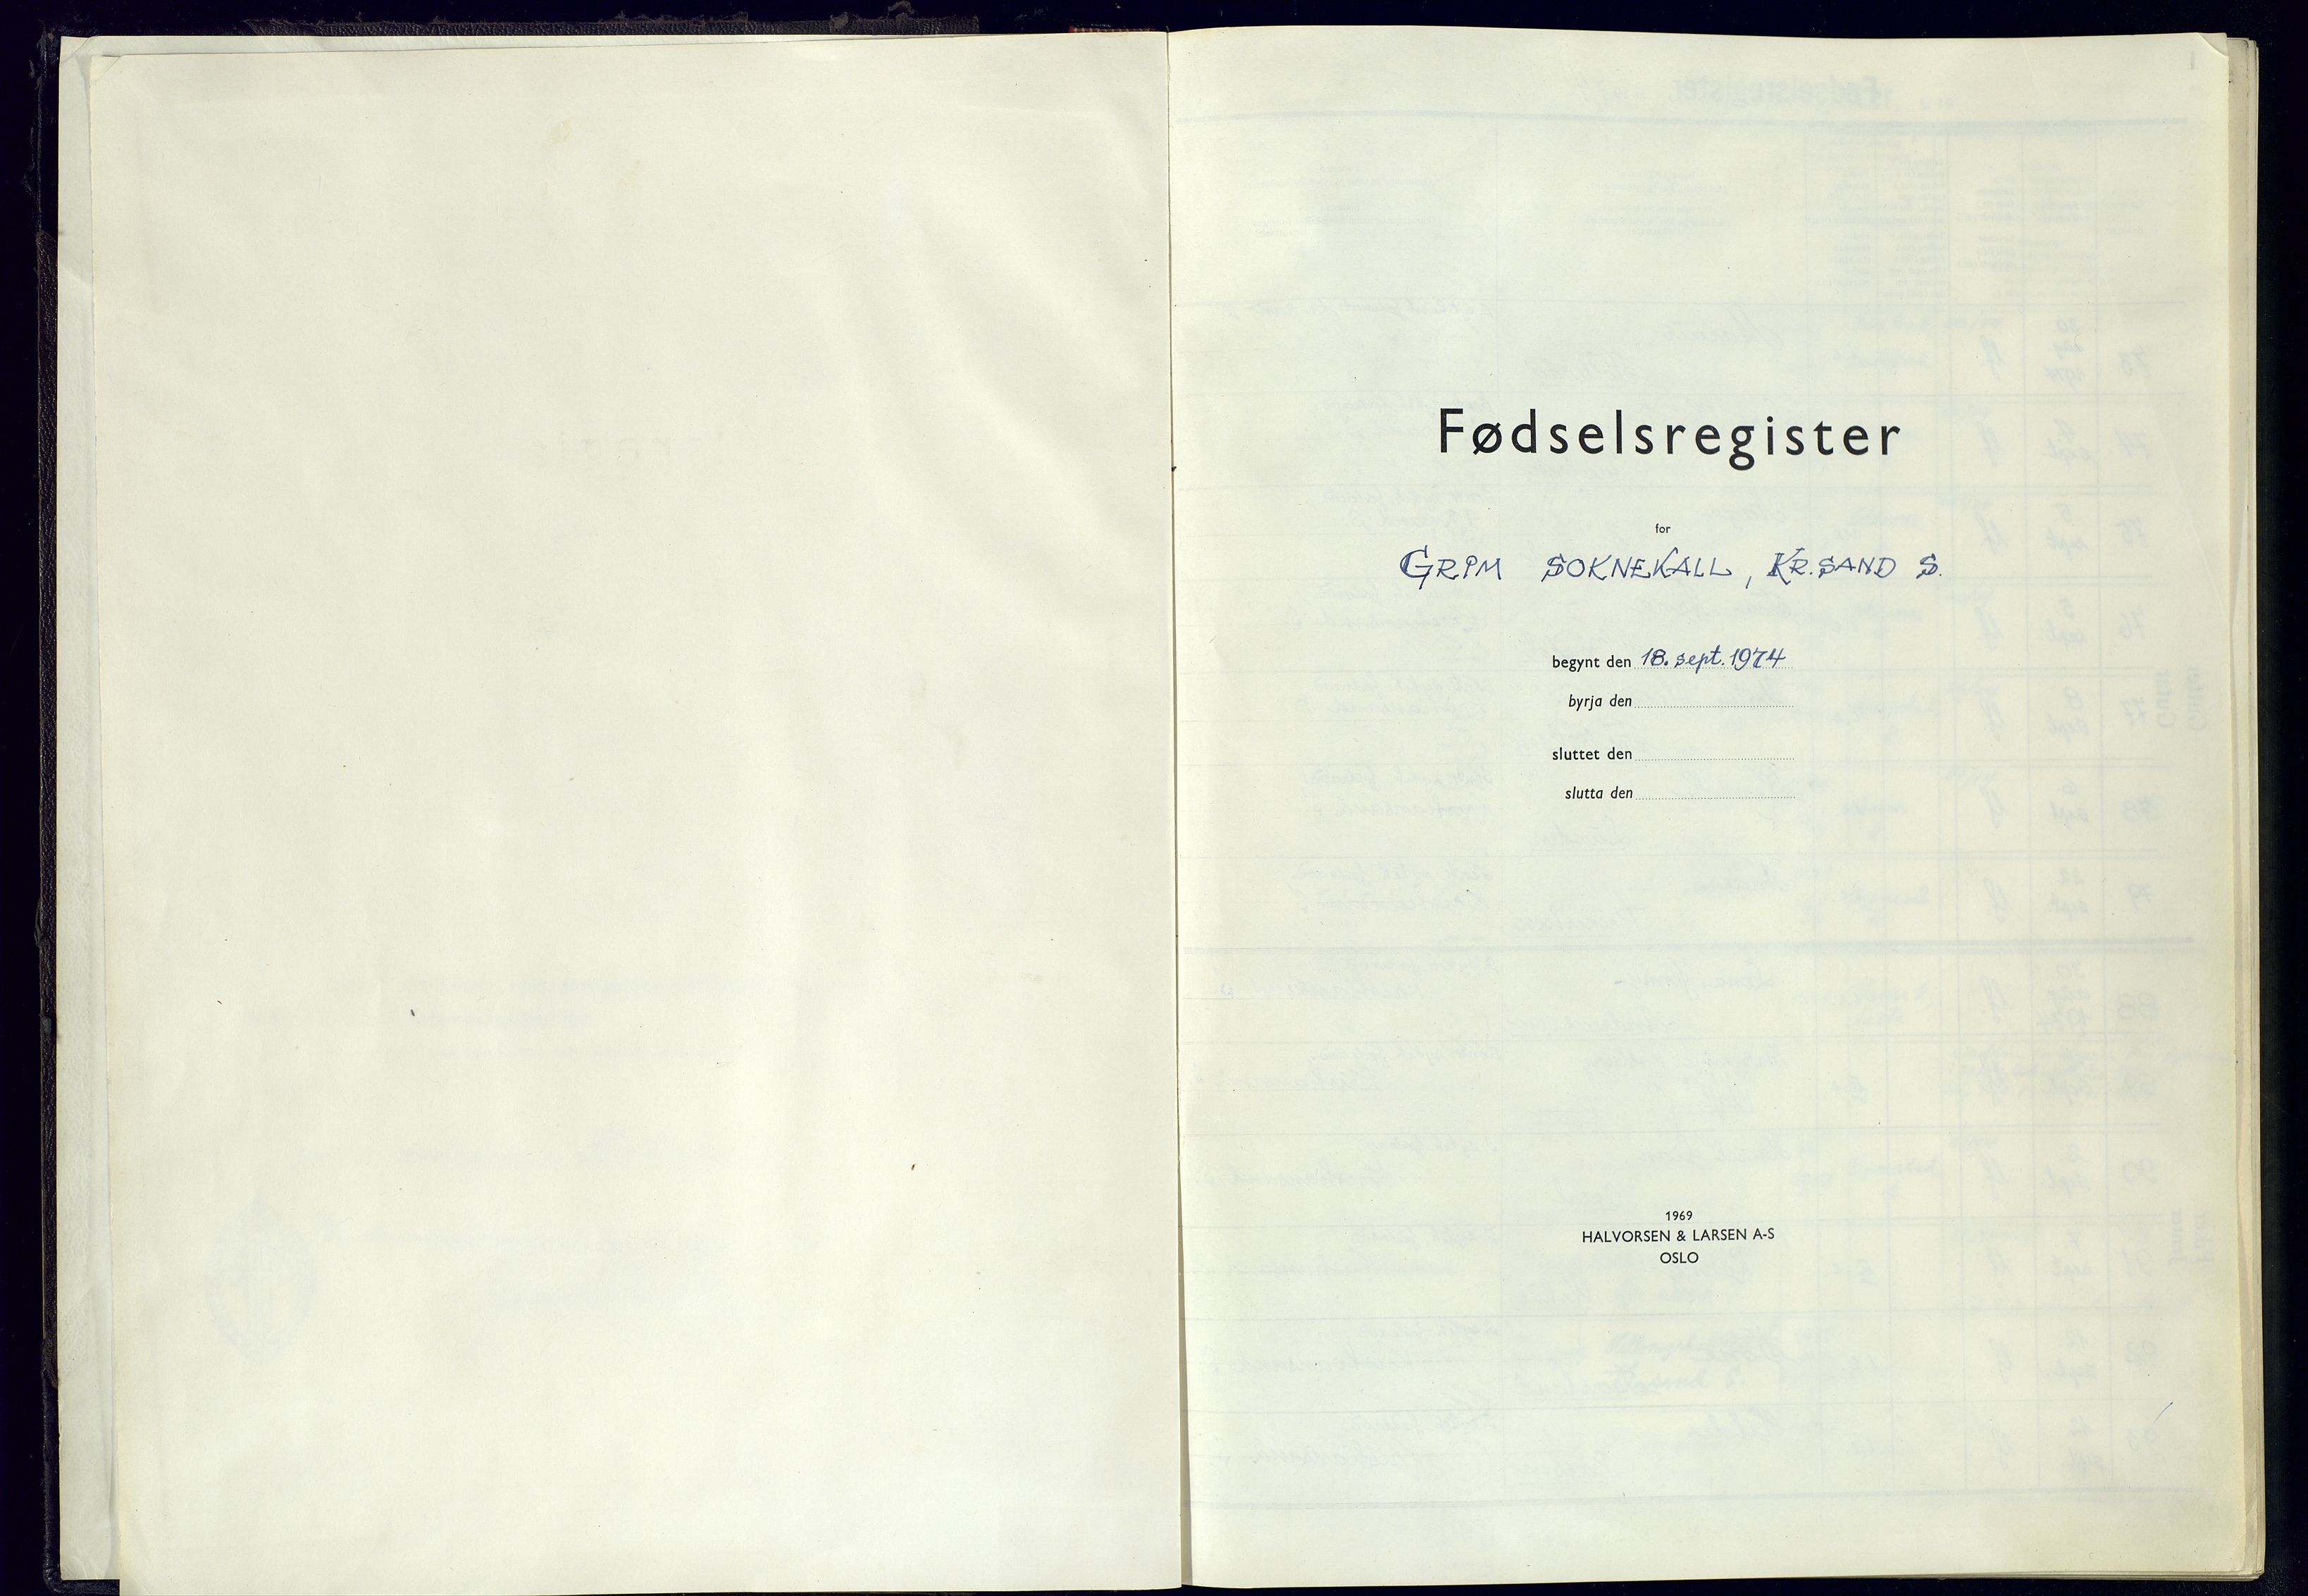 Fødselsregister
for
GRIM SOKNEKALL, KR.SAND S.
begynt den 18. sept. 1974
byrja den
sluttet den
slutta den
1969
HALVORSEN & LARSEN A-S
OSLO